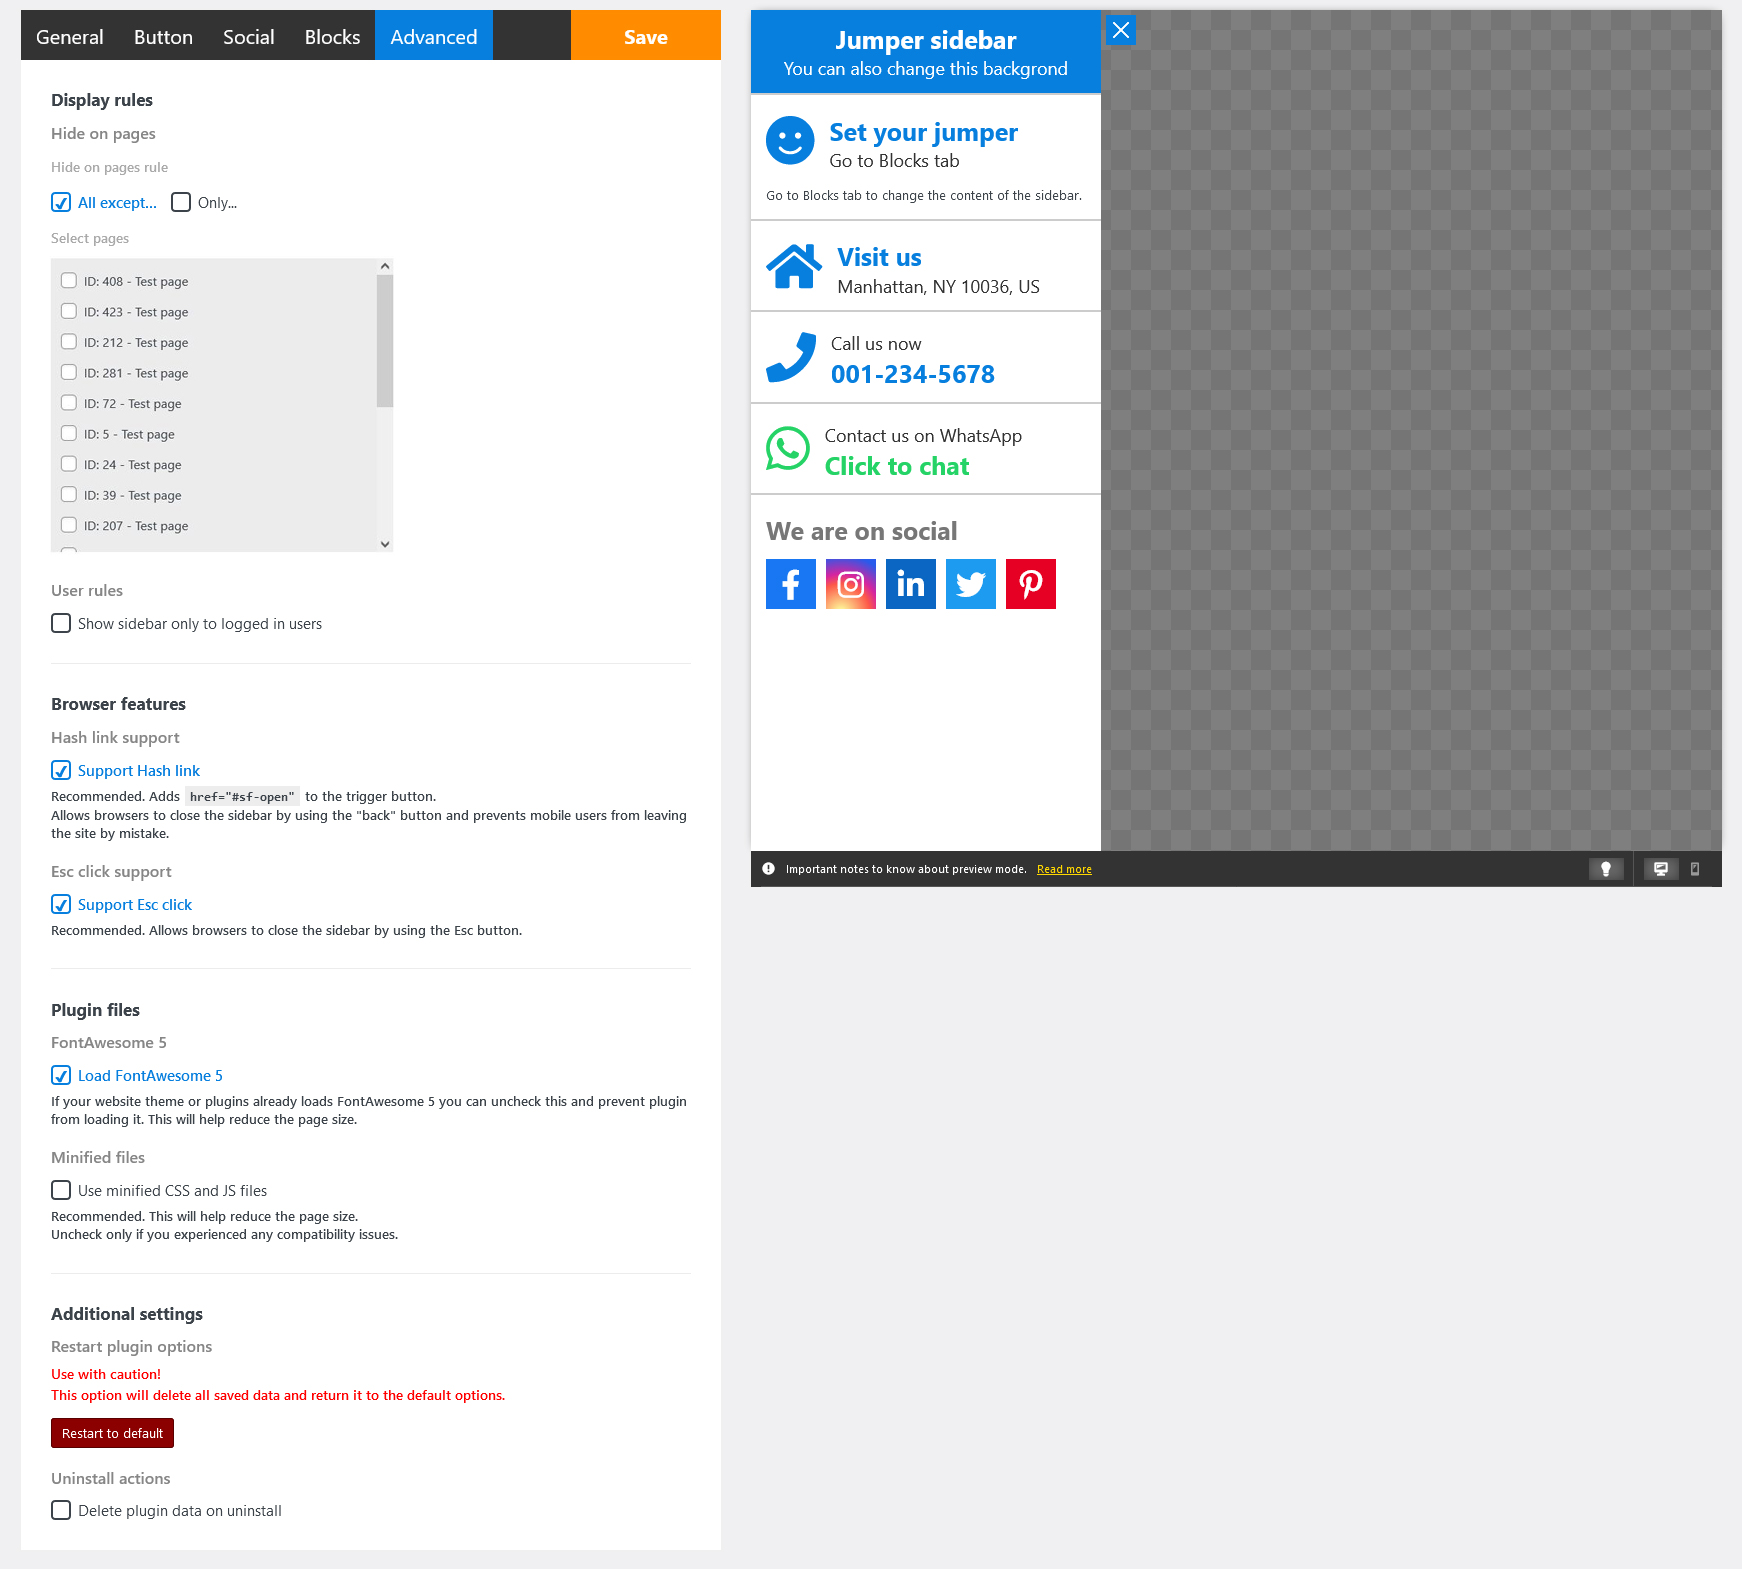 General Button Social Blocks Advanced Save
Display rules
Hide on pages
Hide on pages rule
All except... Only...
Select pages
ID: 408 - Test page
ID: 423 - Test page
ID: 212 - Test page
ID: 281 - Test page
ID: 72 - Test page
ID: 5 - Test page
ID: 24 - Test page
ID: 39 - Test page
ID: 207 - Test page
User rules
Show sidebar only to logged in users
Browser features
Hash link support
Support Hash link
Recommended. Adds href="#sf-open" to the trigger button.
Allows browsers to close the sidebar by using the "back" button and prevents mobile users from leaving
the site by mistake.
Esc click support
Support Esc click
Recommended. Allows browsers to close the sidebar by using the Esc button.
Plugin files
FontAwesome 5
Load FontAwesome 5
If your website theme or plugins already loads FontAwesome 5 you can uncheck this and prevent plugin
from loading it. This will help reduce the page size.
Minified files
Use minified CSS and JS files
Recommended. This will help reduce the page size.
Uncheck only if you experienced any compatibility issues.
Additional settings
Restart plugin options
Use with caution!
This option will delete all saved data and return it to the default options.
Restart to default
Uninstall actions
Delete plugin data on uninstall
Jumper sidebar
You can also change this backgrond
Set your jumper
Go to Blocks tab
Go to Blocks tab to change the content of the sidebar.
Visit us
Manhattan, NY 10036, US
Call us now
001-234-5678
Contact us on WhatsApp
Click to chat
We are on social
Important notes to know about preview mode. Read more